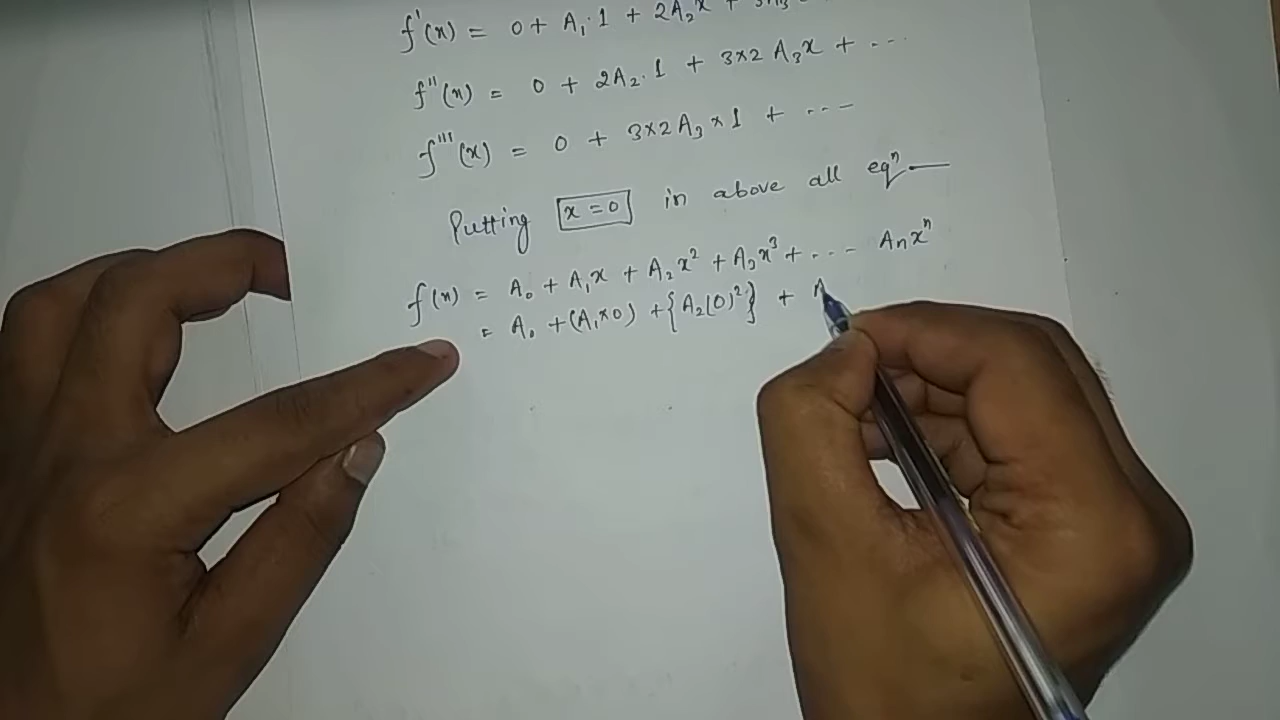 f'(x) = 0 + A₁·1 + 2A₂x + 3A₃
f''(x) = 0 + 2A₂·1 + 3×2 A₃x + ---
f'''(x) = 0 + 3×2 A₃×1 + ---
Putting x=0 in above all eqⁿ—
f(x) = A₀ + A₁x + A₂x² + A₃x³ + --- Aₙxⁿ
= A₀ + (A₁×0) + {A₂(0)²} + A